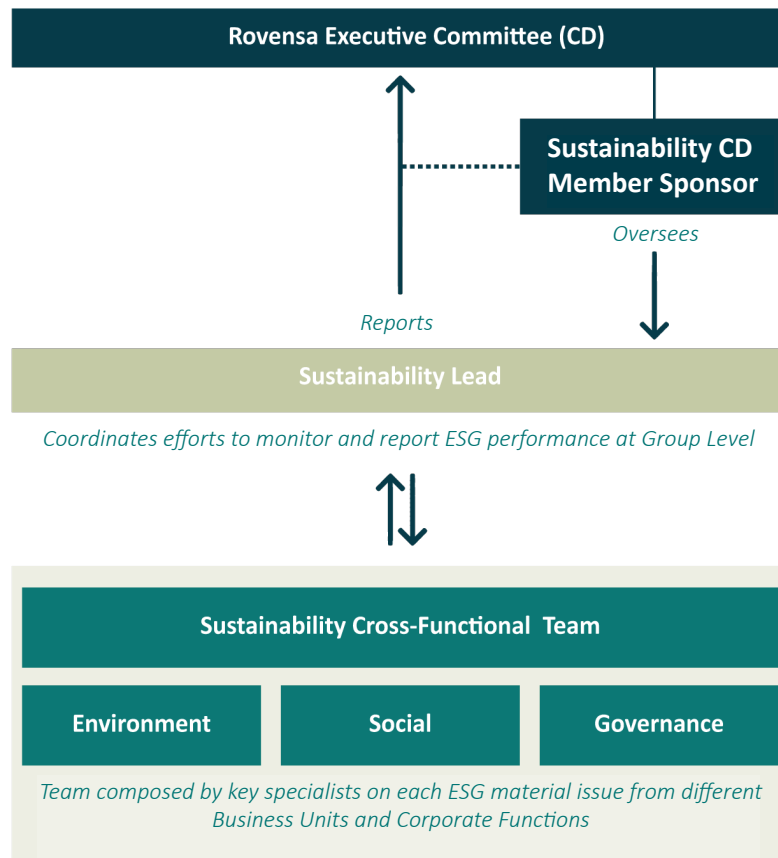 Rovensa Executive Committee (CD)
Sustainability CD
Member Sponsor
Oversees
Reports
Sustainability Lead
Coordinates efforts to monitor and report ESG performance at Group Level
Sustainability Cross-Functional Team
Environment
Social
Governance
Team composed by key specialists on each ESG material issue from different
Business Units and Corporate Functions